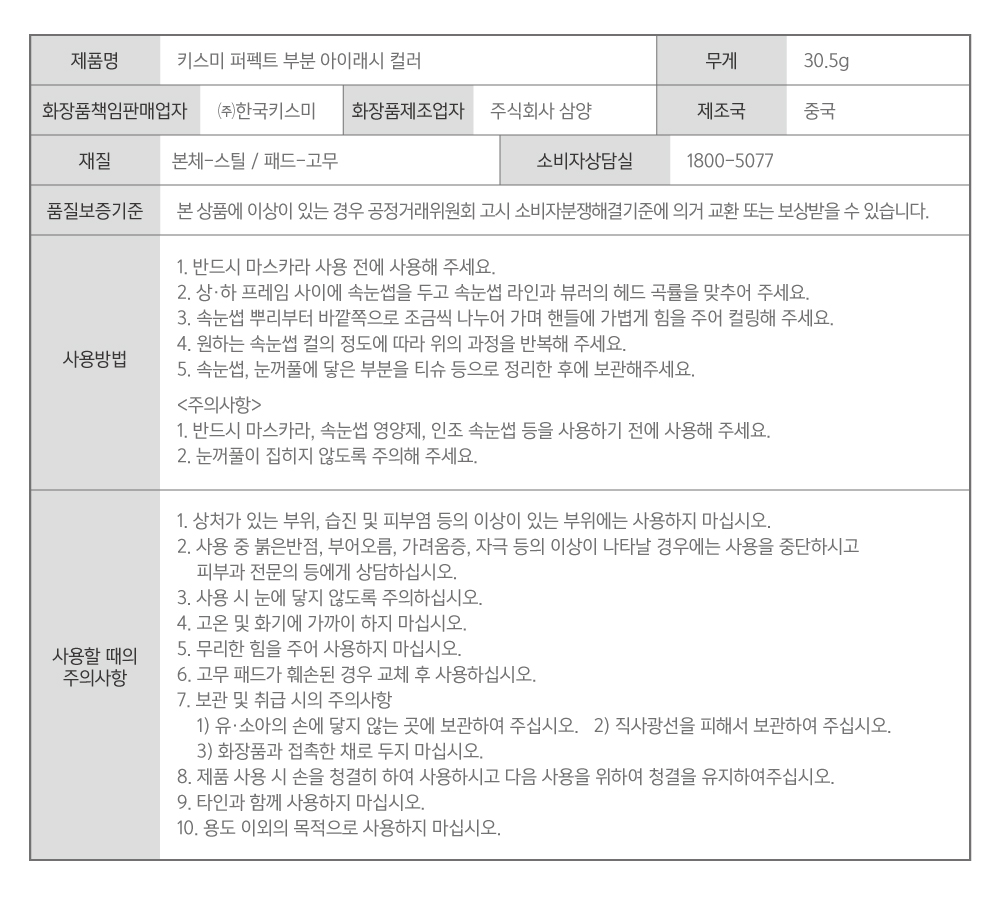 제품명 키스미 퍼펙트 부분 아이래시 컬러 무게 30.5g
화장품책임판매업자 ㈜한국키스미 화장품제조업자 주식회사 삼양 제조국 중국
재질 본체-스틸 / 패드-고무 소비자상담실 1800-5077
품질보증기준 본 상품에 이상이 있는 경우 공정거래위원회 고시 소비자분쟁해결기준에 의거 교환 또는 보상받을 수 있습니다.
사용방법
1. 반드시 마스카라 사용 전에 사용해 주세요.
2. 상·하 프레임 사이에 속눈썹을 두고 속눈썹 라인과 뷰러의 헤드 곡률을 맞추어 주세요.
3. 속눈썹 뿌리부터 바깥쪽으로 조금씩 나누어 가며 핸들에 가볍게 힘을 주어 컬링해 주세요.
4. 원하는 속눈썹 컬의 정도에 따라 위의 과정을 반복해 주세요.
5. 속눈썹, 눈꺼풀에 닿은 부분을 티슈 등으로 정리한 후에 보관해주세요.
<주의사항>
1. 반드시 마스카라, 속눈썹 영양제, 인조 속눈썹 등을 사용하기 전에 사용해 주세요.
2. 눈꺼풀이 집히지 않도록 주의해 주세요.
사용할 때의
주의사항
1. 상처가 있는 부위, 습진 및 피부염 등의 이상이 있는 부위에는 사용하지 마십시오.
2. 사용 중 붉은반점, 부어오름, 가려움증, 자극 등의 이상이 나타날 경우에는 사용을 중단하시고
피부과 전문의 등에게 상담하십시오.
3. 사용 시 눈에 닿지 않도록 주의하십시오.
4. 고온 및 화기에 가까이 하지 마십시오.
5. 무리한 힘을 주어 사용하지 마십시오.
6. 고무 패드가 훼손된 경우 교체 후 사용하십시오.
7. 보관 및 취급 시의 주의사항
1) 유·소아의 손에 닿지 않는 곳에 보관하여 주십시오. 2) 직사광선을 피해서 보관하여 주십시오.
3) 화장품과 접촉한 채로 두지 마십시오.
8. 제품 사용 시 손을 청결히 하여 사용하시고 다음 사용을 위하여 청결을 유지하여주십시오.
9. 타인과 함께 사용하지 마십시오.
10. 용도 이외의 목적으로 사용하지 마십시오.